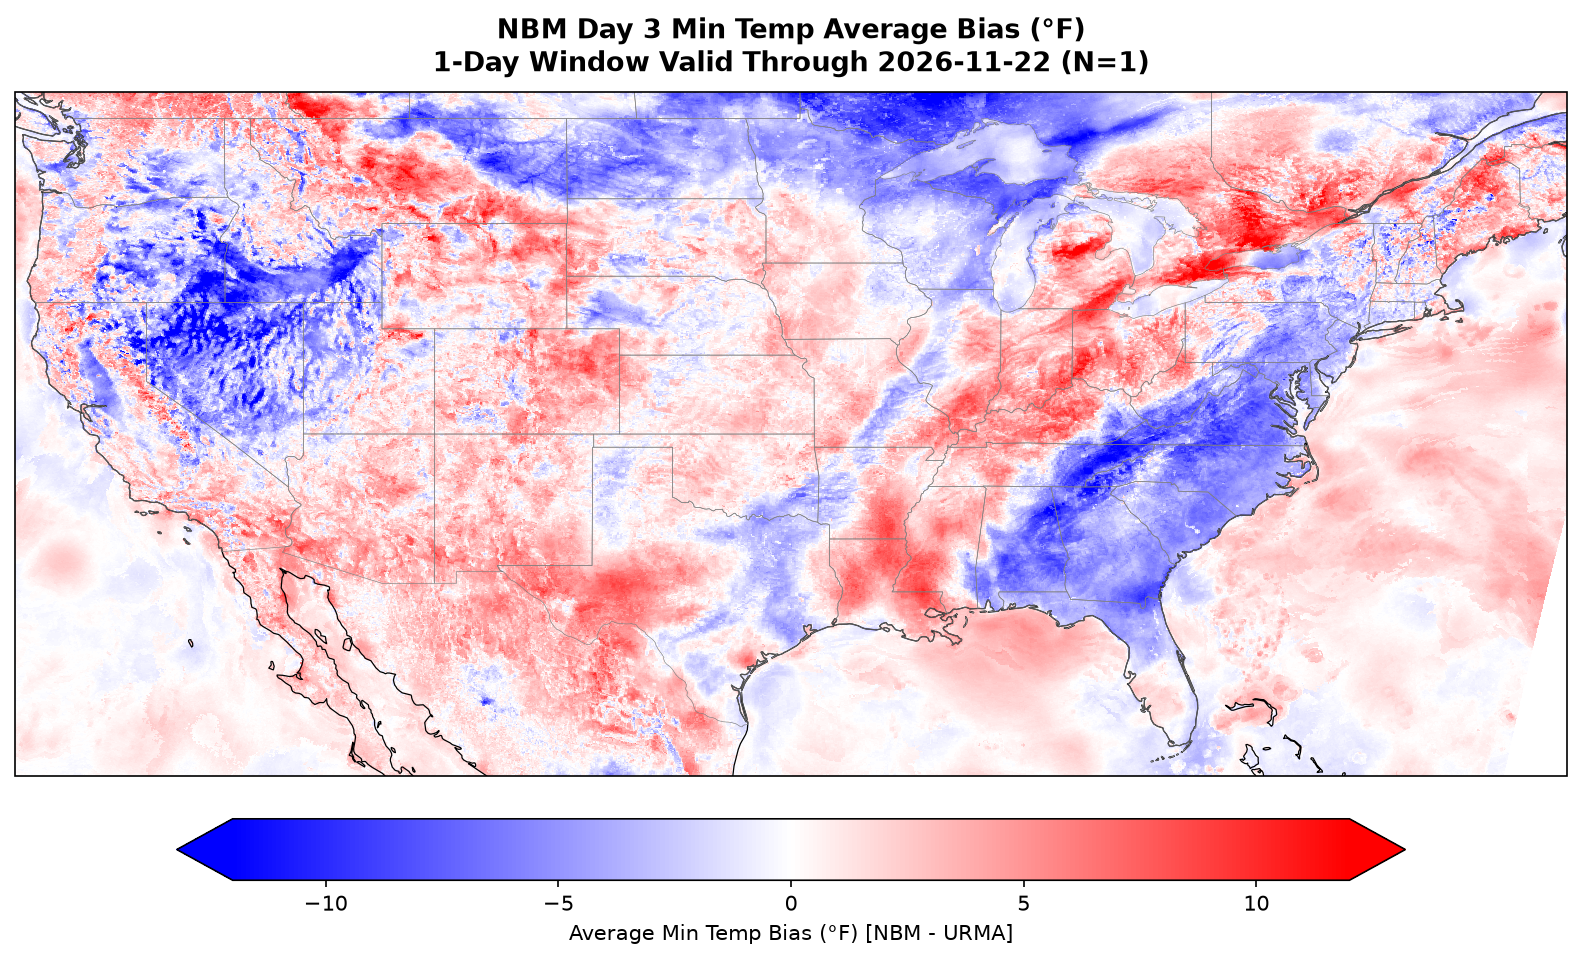 NBM Day 3 Min Temp Average Bias (°F)
1-Day Window Valid Through 2026-11-22 (N=1)
−10 −5 0 5 10
Average Min Temp Bias (°F) [NBM - URMA]